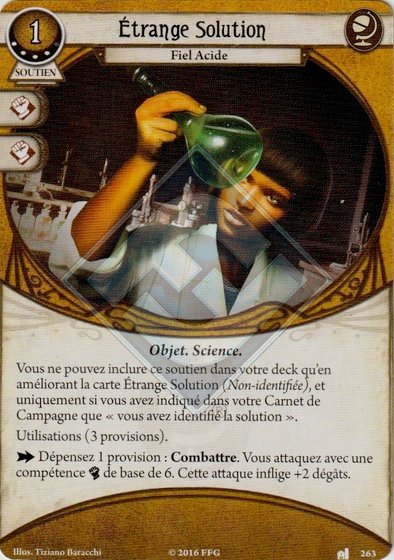 1
SOUTIEN
Étrange Solution
Fiel Acide
Objet. Science.
Vous ne pouvez inclure ce soutien dans votre deck qu'en
améliorant la carte Étrange Solution (Non-identifiée), et
uniquement si vous avez indiqué dans votre Carnet de
Campagne que « vous avez identifié la solution ».
Utilisations (3 provisions).
Dépensez 1 provision : Combattre. Vous attaquez avec une
compétence de base de 6. Cette attaque inflige +2 dégâts.
Illus. Tiziano Baracchi
© 2016 FFG
263